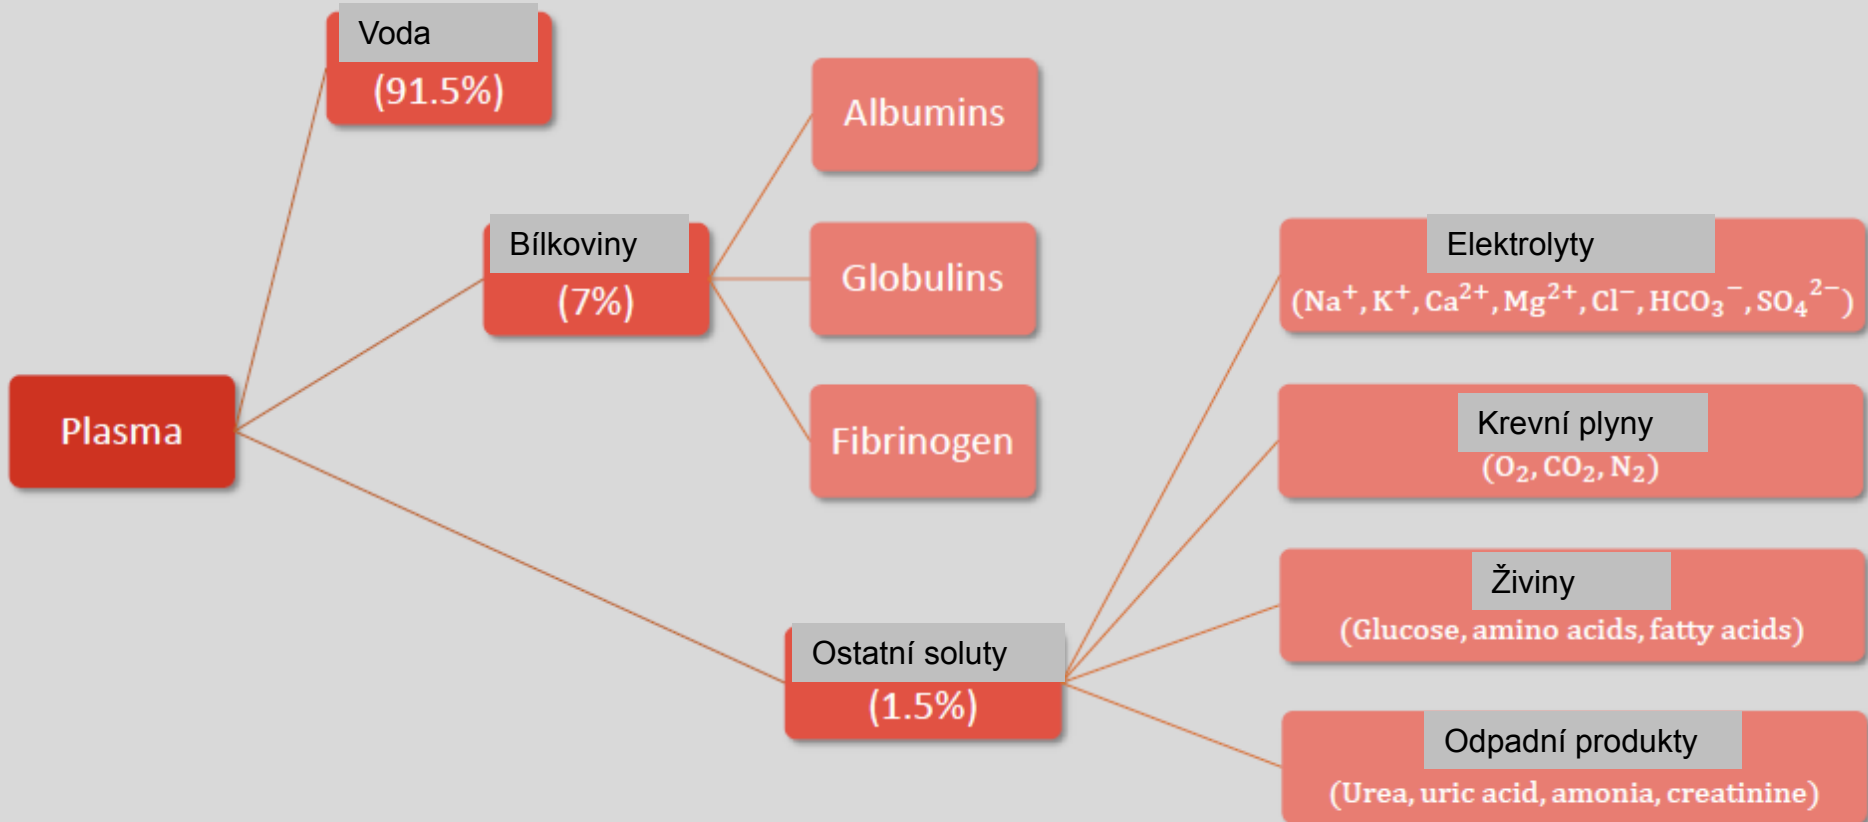 Voda
(91.5%)
Albumins
Bílkoviny
(7%)
Globulins
Plasma
Fibrinogen
Ostatní soluty
(1.5%)
Elektrolyty
(Na⁺, K⁺, Ca²⁺, Mg²⁺, Cl⁻, HCO₃⁻, SO₄²⁻)
Krevní plyny
(O₂, CO₂, N₂)
Živiny
(Glucose, amino acids, fatty acids)
Odpadní produkty
(Urea, uric acid, amonia, creatinine)